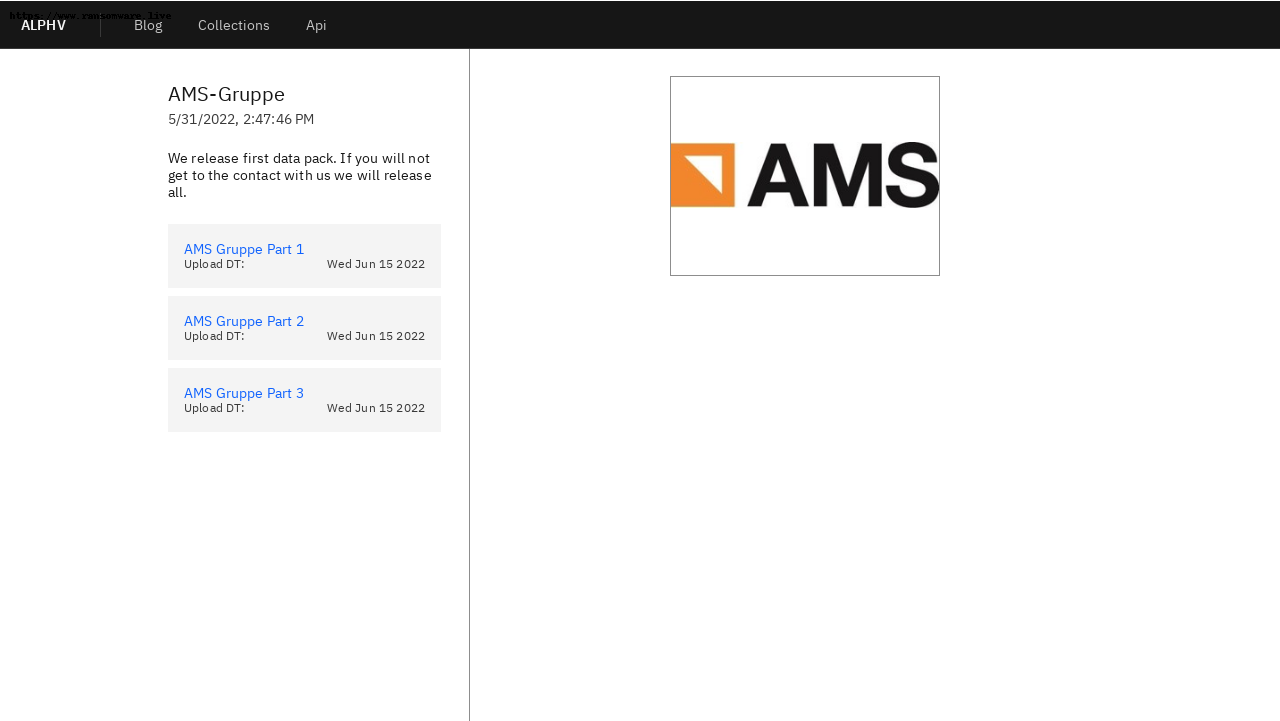 https://www.ransomware.live
ALPHV Blog Collections Api
AMS-Gruppe
5/31/2022, 2:47:46 PM
We release first data pack. If you will not
get to the contact with us we will release
all.
AMS Gruppe Part 1
Upload DT: Wed Jun 15 2022
AMS Gruppe Part 2
Upload DT: Wed Jun 15 2022
AMS Gruppe Part 3
Upload DT: Wed Jun 15 2022
AMS